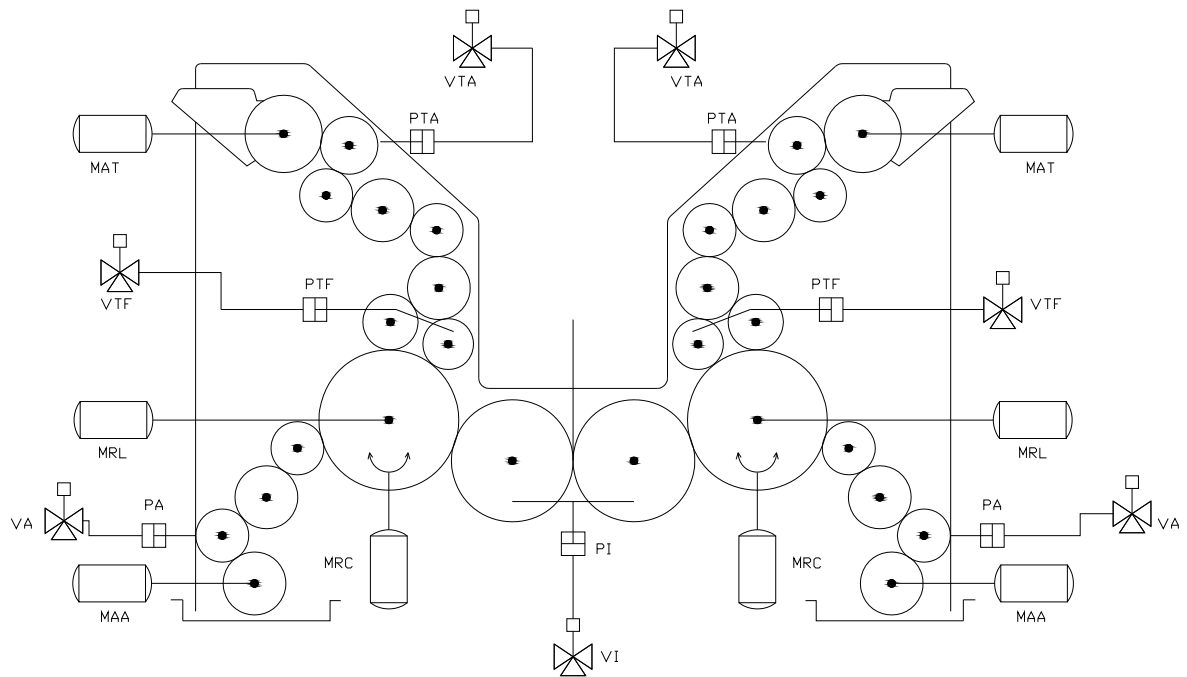 VTA
VTA
PTA
PTA
MAT
MAT
PTF
PTF
VTF
VTF
MRL
MRL
PA
PA
VA
VA
MRC
MRC
PI
MAA
MAA
VI